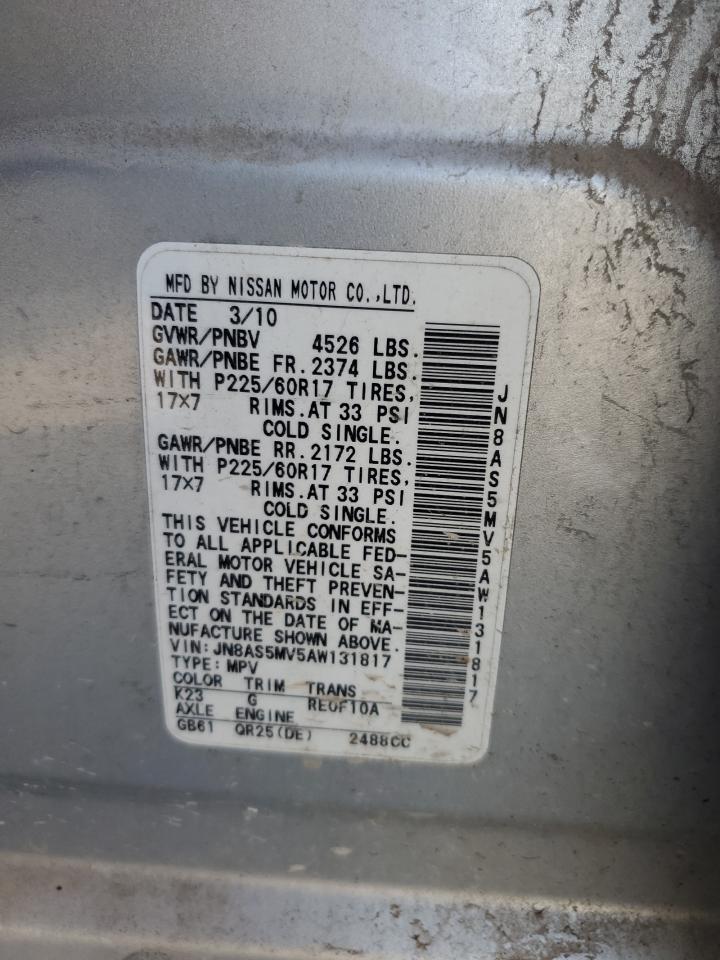 MFD BY NISSAN MOTOR CO.,LTD.
DATE 3/10
GVWR/PNBV 4526 LBS.
GAWR/PNBE FR. 2374 LBS.
WITH P225/60R17 TIRES,
17×7 RIMS. AT 33 PSI
COLD SINGLE.
GAWR/PNBE RR. 2172 LBS.
WITH P225/60R17 TIRES,
17×7 RIMS. AT 33 PSI
COLD SINGLE.
THIS VEHICLE CONFORMS
TO ALL APPLICABLE FED-
ERAL MOTOR VEHICLE SA-
FETY AND THEFT PREVEN-
TION STANDARDS IN EFF-
ECT ON THE DATE OF MA-
NUFACTURE SHOWN ABOVE.
VIN:JN8AS5MV5AW131817
TYPE:MPV
COLOR TRIM TRANS
K23 G RE0F10A
AXLE ENGINE
GB61 QR25(DE) 2488CC
JN8AS5MV5AW131817